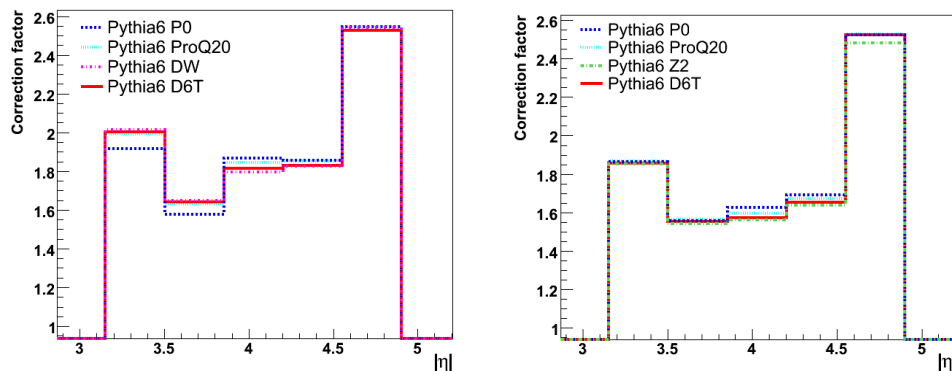 Correction factor
2.6
2.4
2.2
2
1.8
1.6
1.4
1.2
1
Pythia6 P0
Pythia6 ProQ20
Pythia6 DW
Pythia6 D6T
3
3.5
4
4.5
5
|η|
Correction factor
2.6
2.4
2.2
2
1.8
1.6
1.4
1.2
1
Pythia6 P0
Pythia6 ProQ20
Pythia6 Z2
Pythia6 D6T
3
3.5
4
4.5
5
|η|